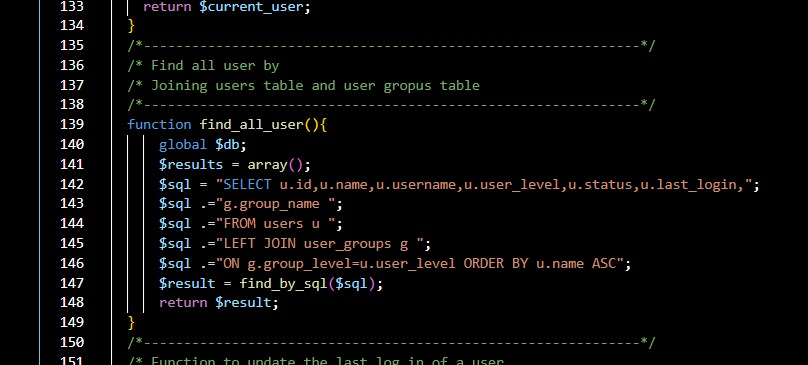 133 return $current_user;
134 }
135 /*--------------------------------------------------------------*/
136 /* Find all user by
137 /* Joining users table and user gropus table
138 /*--------------------------------------------------------------*/
139 function find_all_user(){
140 global $db;
141 $results = array();
142 $sql = "SELECT u.id,u.name,u.username,u.user_level,u.status,u.last_login,";
143 $sql .="g.group_name ";
144 $sql .="FROM users u ";
145 $sql .="LEFT JOIN user_groups g ";
146 $sql .="ON g.group_level=u.user_level ORDER BY u.name ASC";
147 $result = find_by_sql($sql);
148 return $result;
149 }
150 /*--------------------------------------------------------------*/
151 /* Function to update the last log in of a user